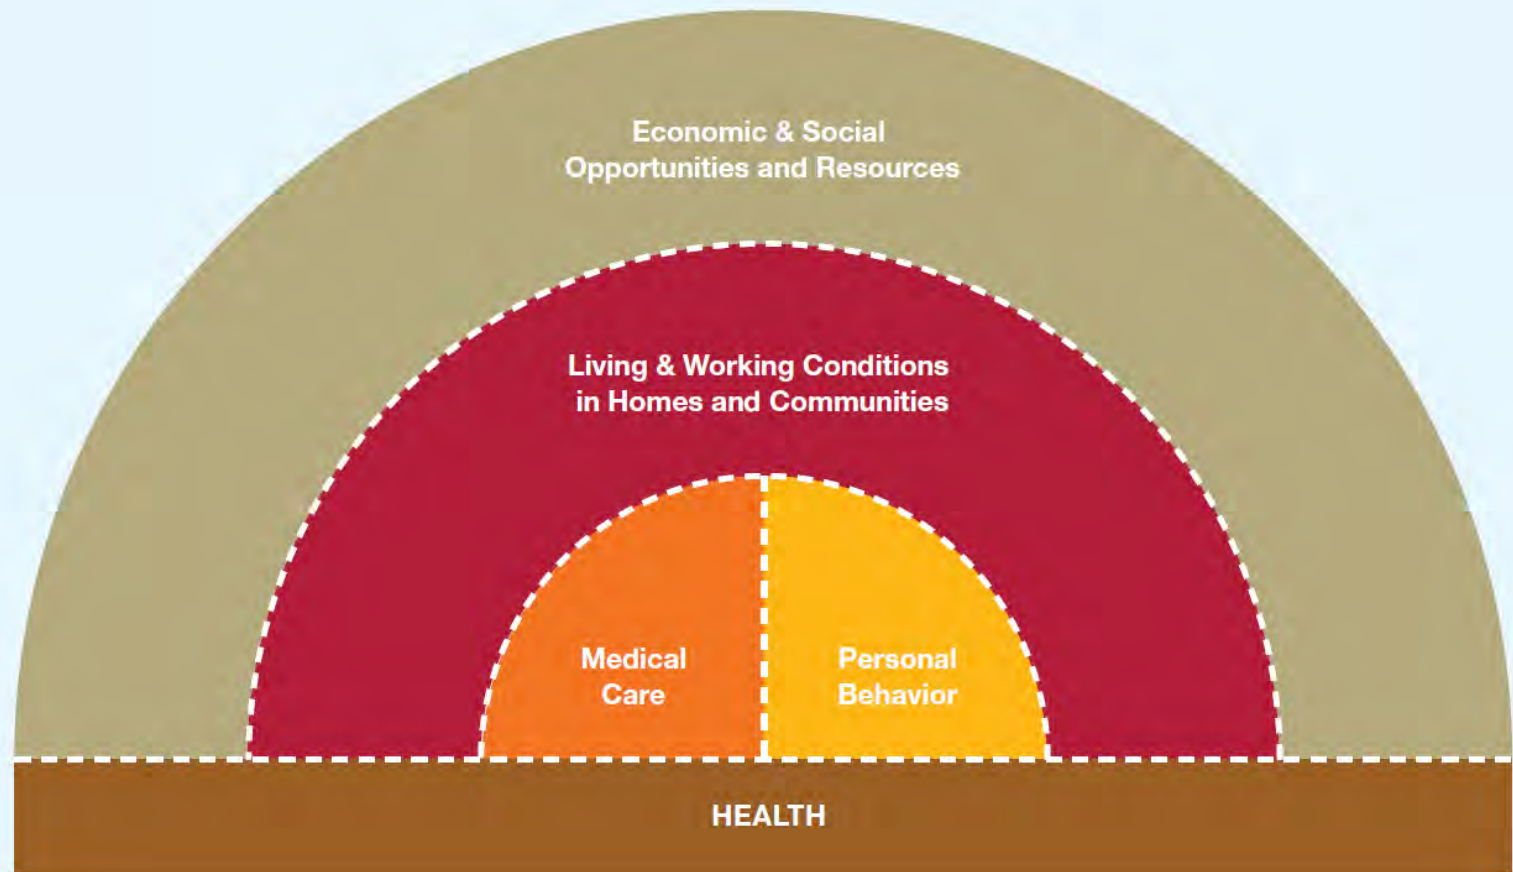 Economic & Social
Opportunities and Resources
Living & Working Conditions
in Homes and Communities
Medical
Care
Personal
Behavior
HEALTH